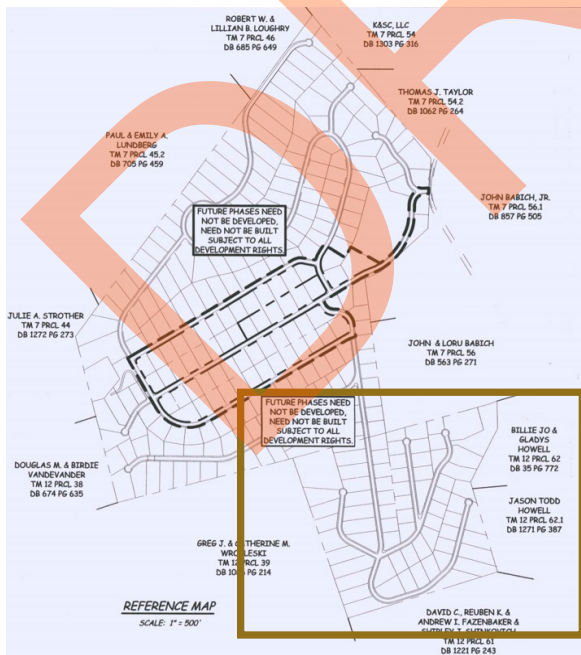 ROBERT W. &
LILLIAN B. LOUGHRY
TM 7 PRCL 46
DB 685 PG 649
K&SC, LLC
TM 7 PRCL 54
DB 1303 PG 316
THOMAS J. TAYLOR
TM 7 PRCL 54.2
DB 1062 PG 264
PAUL & EMILY A.
LUNDBERG
TM 7 PRCL 45.2
DB 705 PG 459
JOHN BABICH, JR.
TM 7 PRCL 56.1
DB 857 PG 505
FUTURE PHASES NEED
NOT BE DEVELOPED,
NEED NOT BE BUILT
SUBJECT TO ALL
DEVELOPMENT RIGHTS.
JULIE A. STROTHER
TM 7 PRCL 44
DB 1272 PG 273
JOHN & LORU BABICH
TM 7 PRCL 56
DB 563 PG 271
FUTURE PHASES NEED
NOT BE DEVELOPED,
NEED NOT BE BUILT
SUBJECT TO ALL
DEVELOPMENT RIGHTS.
BILLIE JO &
GLADYS
HOWELL
TM 12 PRCL 62
DB 35 PG 772
DOUGLAS M. & BIRDIE
VANDEVANDER
TM 12 PRCL 38
DB 674 PG 635
JASON TODD
HOWELL
TM 12 PRCL 62.1
DB 1271 PG 387
GREG J. & CATHERINE M.
TM 12 PRCL 39
PG 214
REFERENCE MAP
SCALE: 1" = 500'
DAVID C., REUBEN K. &
ANDREW I. FAZENBAKER &
SHIRLEY T. SHINKOVICH
TM 12 PRCL 61
DB 1221 PG 243